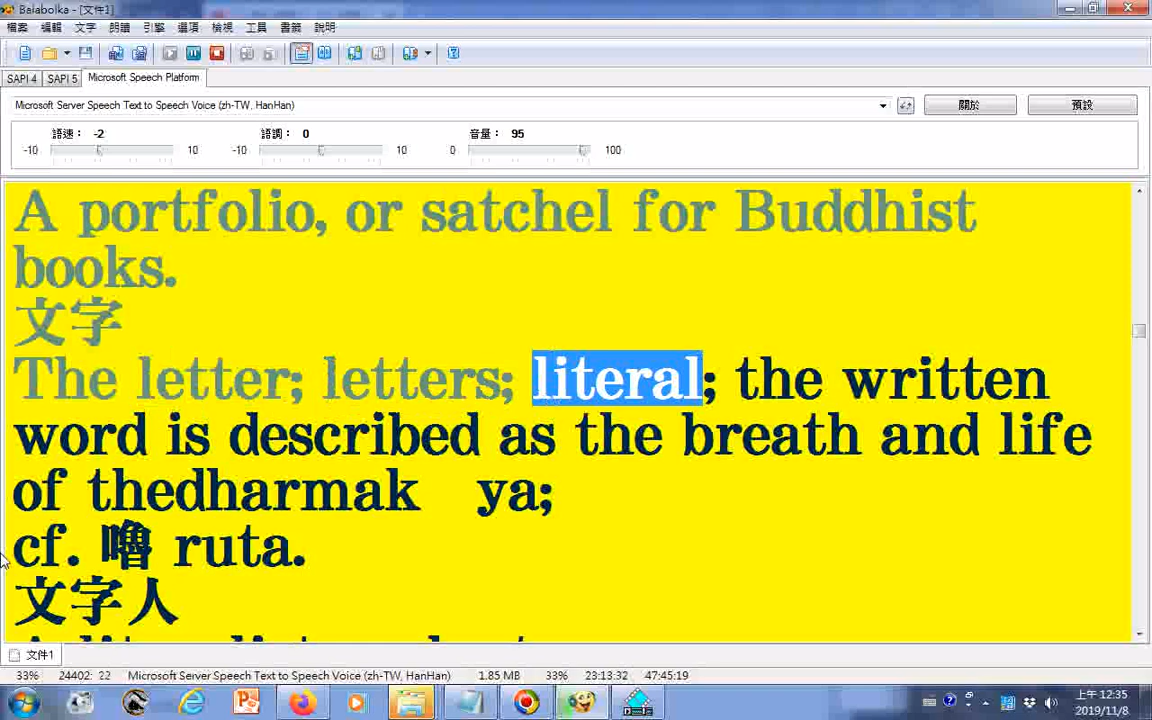 Balabolka - [文件1]
檔案 編輯 文字 朗讀 引擎 選項 檢視 工具 書籤 說明
SAPI 4 SAPI 5 Microsoft Speech Platform
Microsoft Server Speech Text to Speech Voice (zh-TW, HanHan) 關於 預設
語速： -2 語調： 0 音量： 95
-10 10 -10 10 0 100
A portfolio, or satchel for Buddhist
books.
文字
The letter; letters; literal; the written
word is described as the breath and life
of thedharmak ya;
cf. 嚕 ruta.
文字人
文件1
33% 24402: 22 Microsoft Server Speech Text to Speech Voice (zh-TW, HanHan) 1.85 MB 33% 23:13:32 47:45:19
上午 12:35
2019/11/8